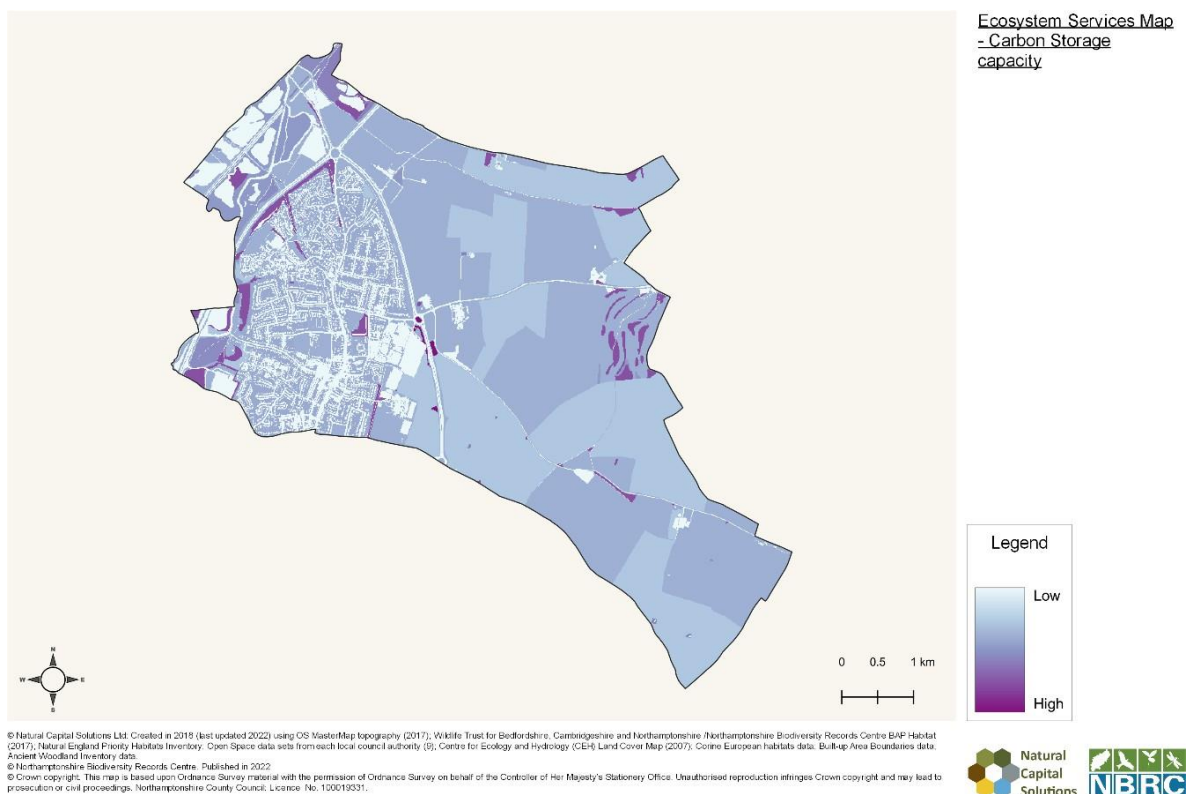 Ecosystem Services Map
- Carbon Storage
capacity
Legend
Low
High
N
W
E
S
0 0.5 1 km
© Natural Capital Solutions Ltd. Created in 2018 (last updated 2022) using OS MasterMap topography (2017); Wildlife Trust for Bedfordshire, Cambridgeshire and Northamptonshire /Northamptonshire Biodiversity Records Centre BAP Habitat
(2017); Natural England Priority Habitats Inventory; Open Space data sets from each local council authority (9); Centre for Ecology and Hydrology (CEH) Land Cover Map (2007); Corine European habitats data; Built-up Area Boundaries data;
Ancient Woodland Inventory data.
© Northamptonshire Biodiversity Records Centre. Published in 2022
© Crown copyright. This map is based upon Ordnance Survey material with the permission of Ordnance Survey on behalf of the Controller of Her Majesty's Stationery Office. Unauthorised reproduction infringes Crown copyright and may lead to
prosecution or civil proceedings. Northamptonshire County Council: Licence No. 100019331.
Natural
Capital
Solutions
NBRC